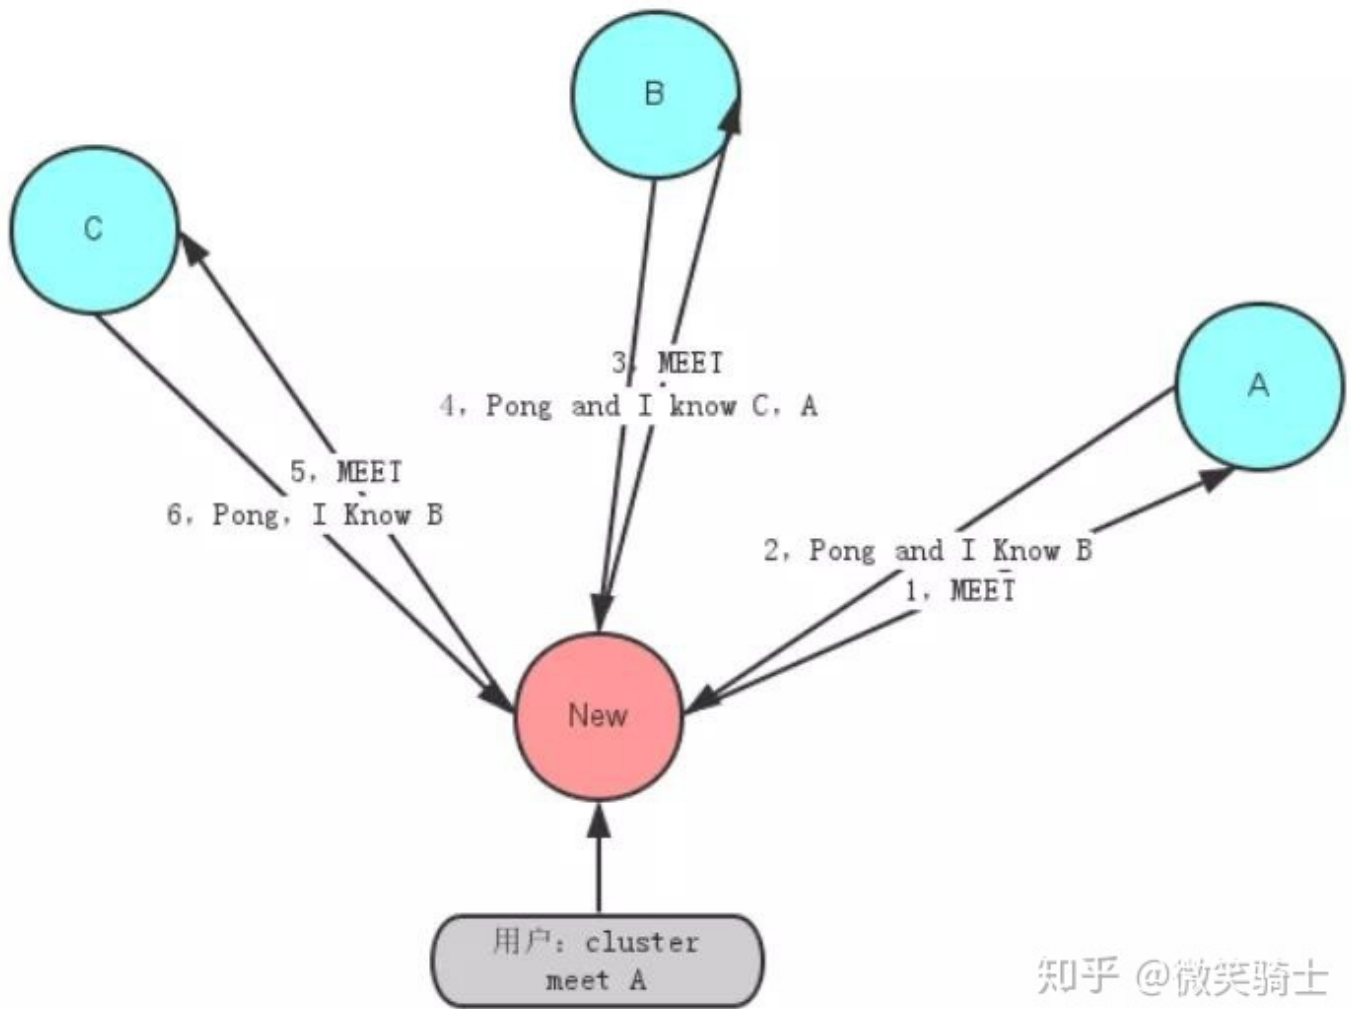 B
C
3, MEET
A
4, Pong and I know C, A
5, MEET
6, Pong, I Know B
2, Pong and I Know B
1, MEET
New
用户: cluster
meet A
知乎 @微笑骑士